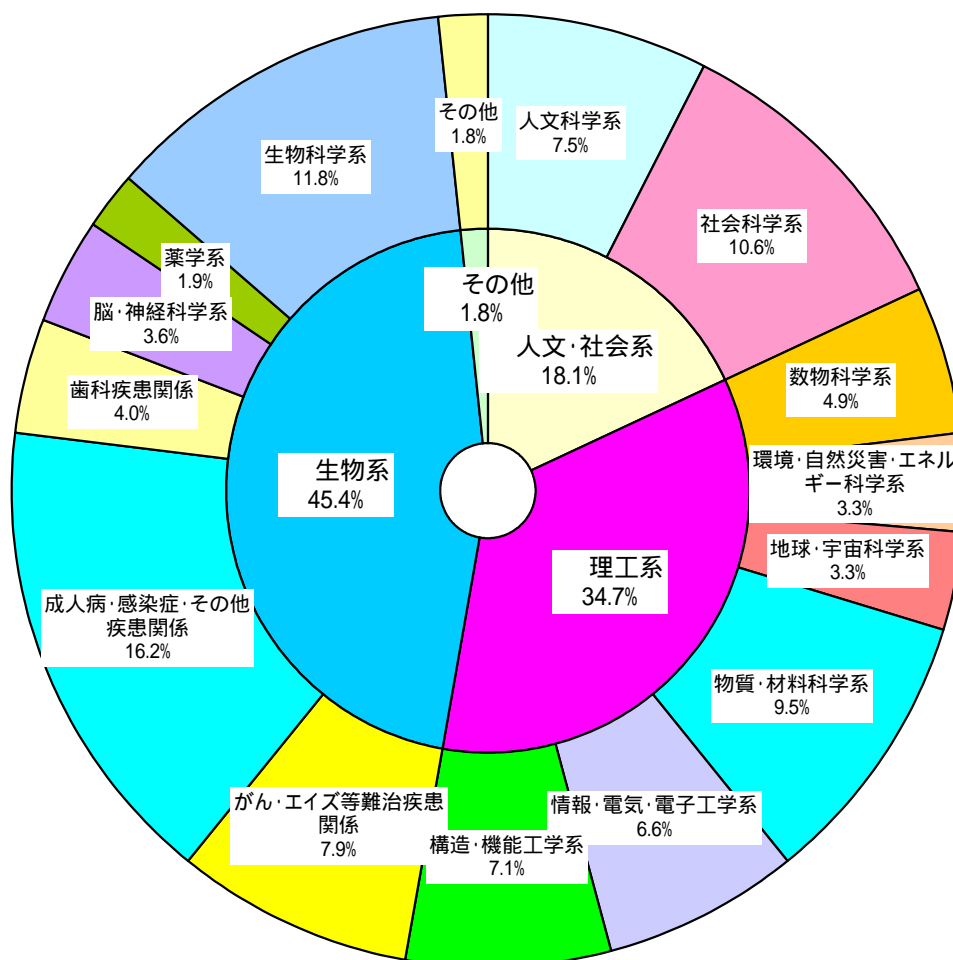 その他
1.8%
人文科学系
7.5%
社会科学系
10.6%
数物科学系
4.9%
環境･自然災害･エネル
ギー科学系
3.3%
地球･宇宙科学系
3.3%
物質･材料科学系
9.5%
情報･電気･電子工学系
6.6%
構造･機能工学系
7.1%
がん･エイズ等難治疾患
関係
7.9%
成人病･感染症･その他
疾患関係
16.2%
歯科疾患関係
4.0%
脳･神経科学系
3.6%
薬学系
1.9%
生物科学系
11.8%
その他
1.8%
人文･社会系
18.1%
理工系
34.7%
生物系
45.4%